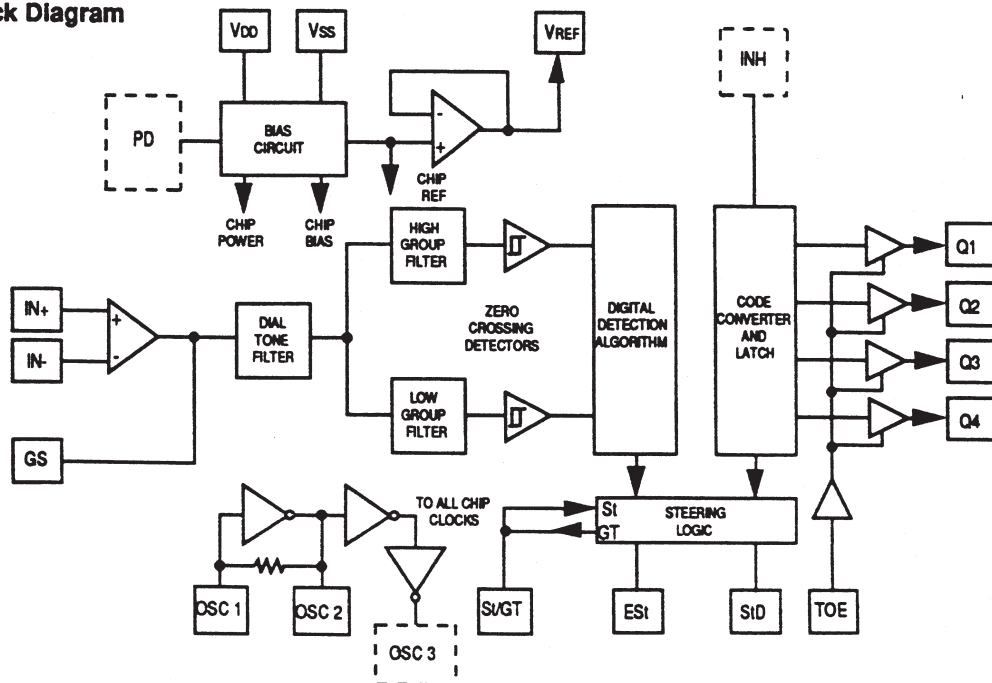 ck Diagram
VDD
VSS
VREF
INH
PD
BIAS
CIRCUIT
-
+
CHIP
REF
CHIP
POWER
CHIP
BIAS
HIGH
GROUP
FILTER
IN+
IN-
+
-
DIAL
TONE
FILTER
ZERO
CROSSING
DETECTORS
DIGITAL
DETECTION
ALGORITHM
CODE
CONVERTER
AND
LATCH
Q1
Q2
Q3
Q4
LOW
GROUP
FILTER
GS
TO ALL CHIP
CLOCKS
St
GT
STEERING
LOGIC
OSC 1
OSC 2
OSC 3
St/GT
ESt
StD
TOE